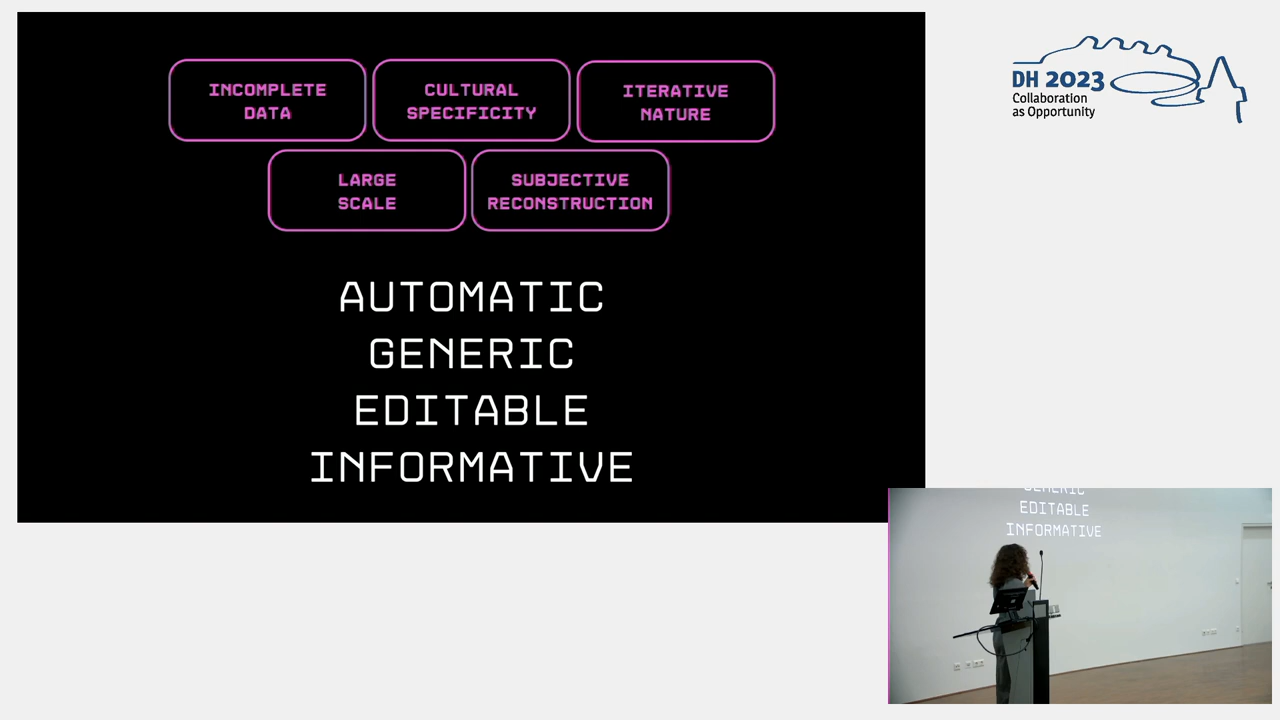 INCOMPLETE
DATA
CULTURAL
SPECIFICITY
ITERATIVE
NATURE
LARGE
SCALE
SUBJECTIVE
RECONSTRUCTION
AUTOMATIC
GENERIC
EDITABLE
INFORMATIVE
DH 2023
Collaboration
as Opportunity
GENERIC
EDITABLE
INFORMATIVE